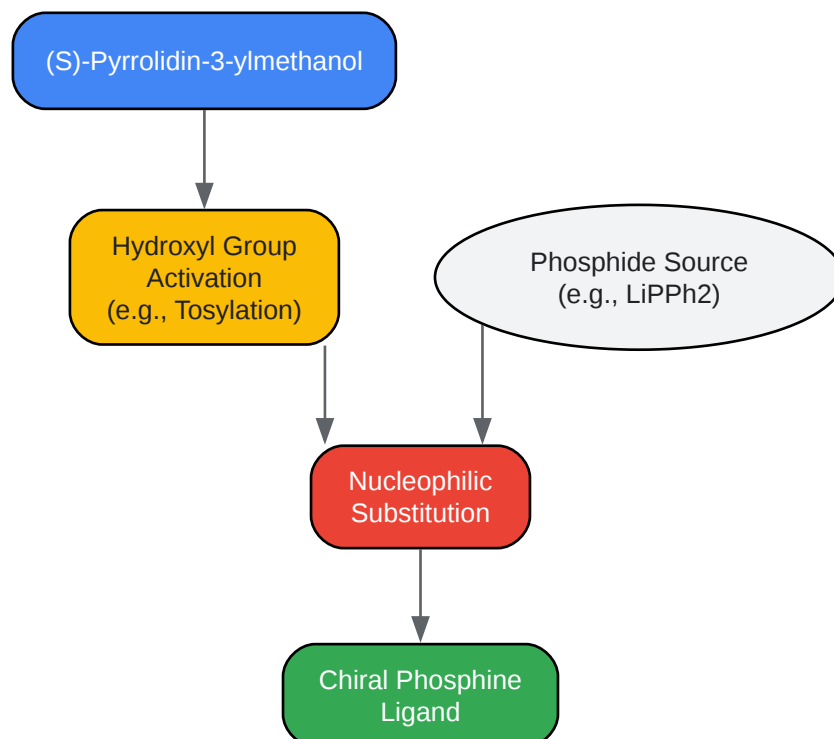 (S)-Pyrrolidin-3-ylmethanol
Hydroxyl Group
Activation
(e.g., Tosylation)
Phosphide Source
(e.g., LiPPh2)
Nucleophilic
Substitution
Chiral Phosphine
Ligand